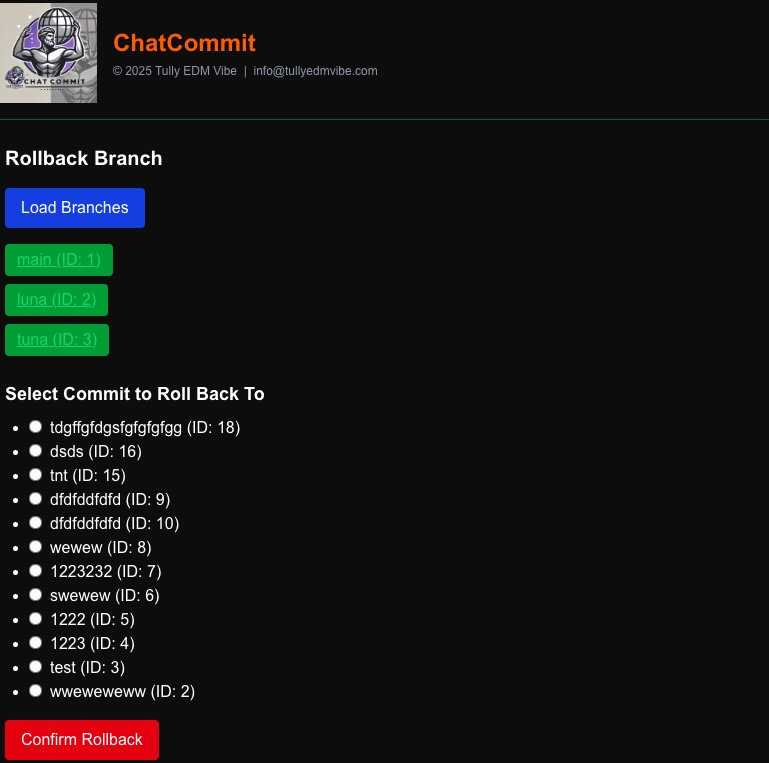 CHAT COMMIT
ChatCommit
© 2025 Tully EDM Vibe | info@tullyedmvibe.com
Rollback Branch
Load Branches
main (ID: 1)
luna (ID: 2)
tuna (ID: 3)
Select Commit to Roll Back To
tdgffgfdgsfgfgfgfgg (ID: 18)
dsds (ID: 16)
tnt (ID: 15)
dfdfddfdfd (ID: 9)
dfdfddfdfd (ID: 10)
wewew (ID: 8)
1223232 (ID: 7)
swewew (ID: 6)
1222 (ID: 5)
1223 (ID: 4)
test (ID: 3)
wweweweww (ID: 2)
Confirm Rollback